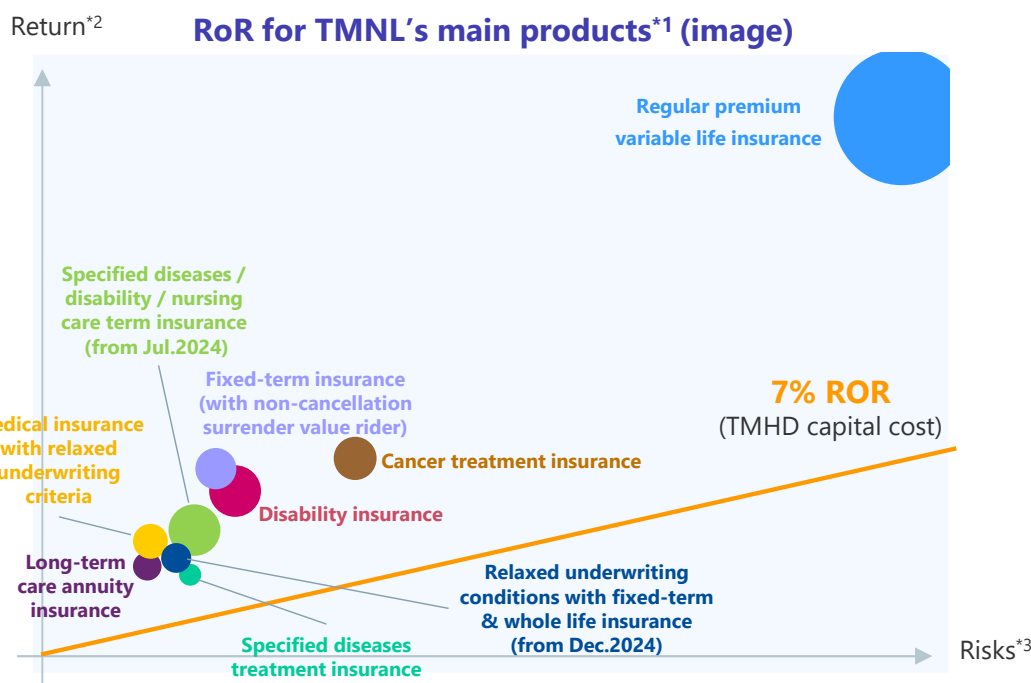 Return*2
RoR for TMNL's main products*1 (image)
Regular premium
variable life insurance
Specified diseases /
disability / nursing
care term insurance
(from Jul.2024)
Fixed-term insurance
(with non-cancellation
surrender value rider)
7% ROR
(TMHD capital cost)
edical insurance
with relaxed
underwriting
criteria
Cancer treatment insurance
Disability insurance
Long-term
care annuity
insurance
Relaxed underwriting
conditions with fixed-term
& whole life insurance
(from Dec.2024)
Specified diseases
treatment insurance
Risks*3